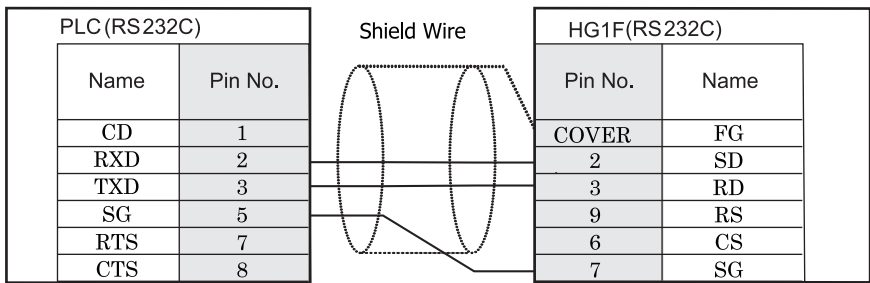 PLC(RS232C) Shield Wire HG1F(RS232C)
Name Pin No. Pin No. Name
CD 1 COVER FG
RXD 2 2 SD
TXD 3 3 RD
SG 5 9 RS
RTS 7 6 CS
CTS 8 7 SG